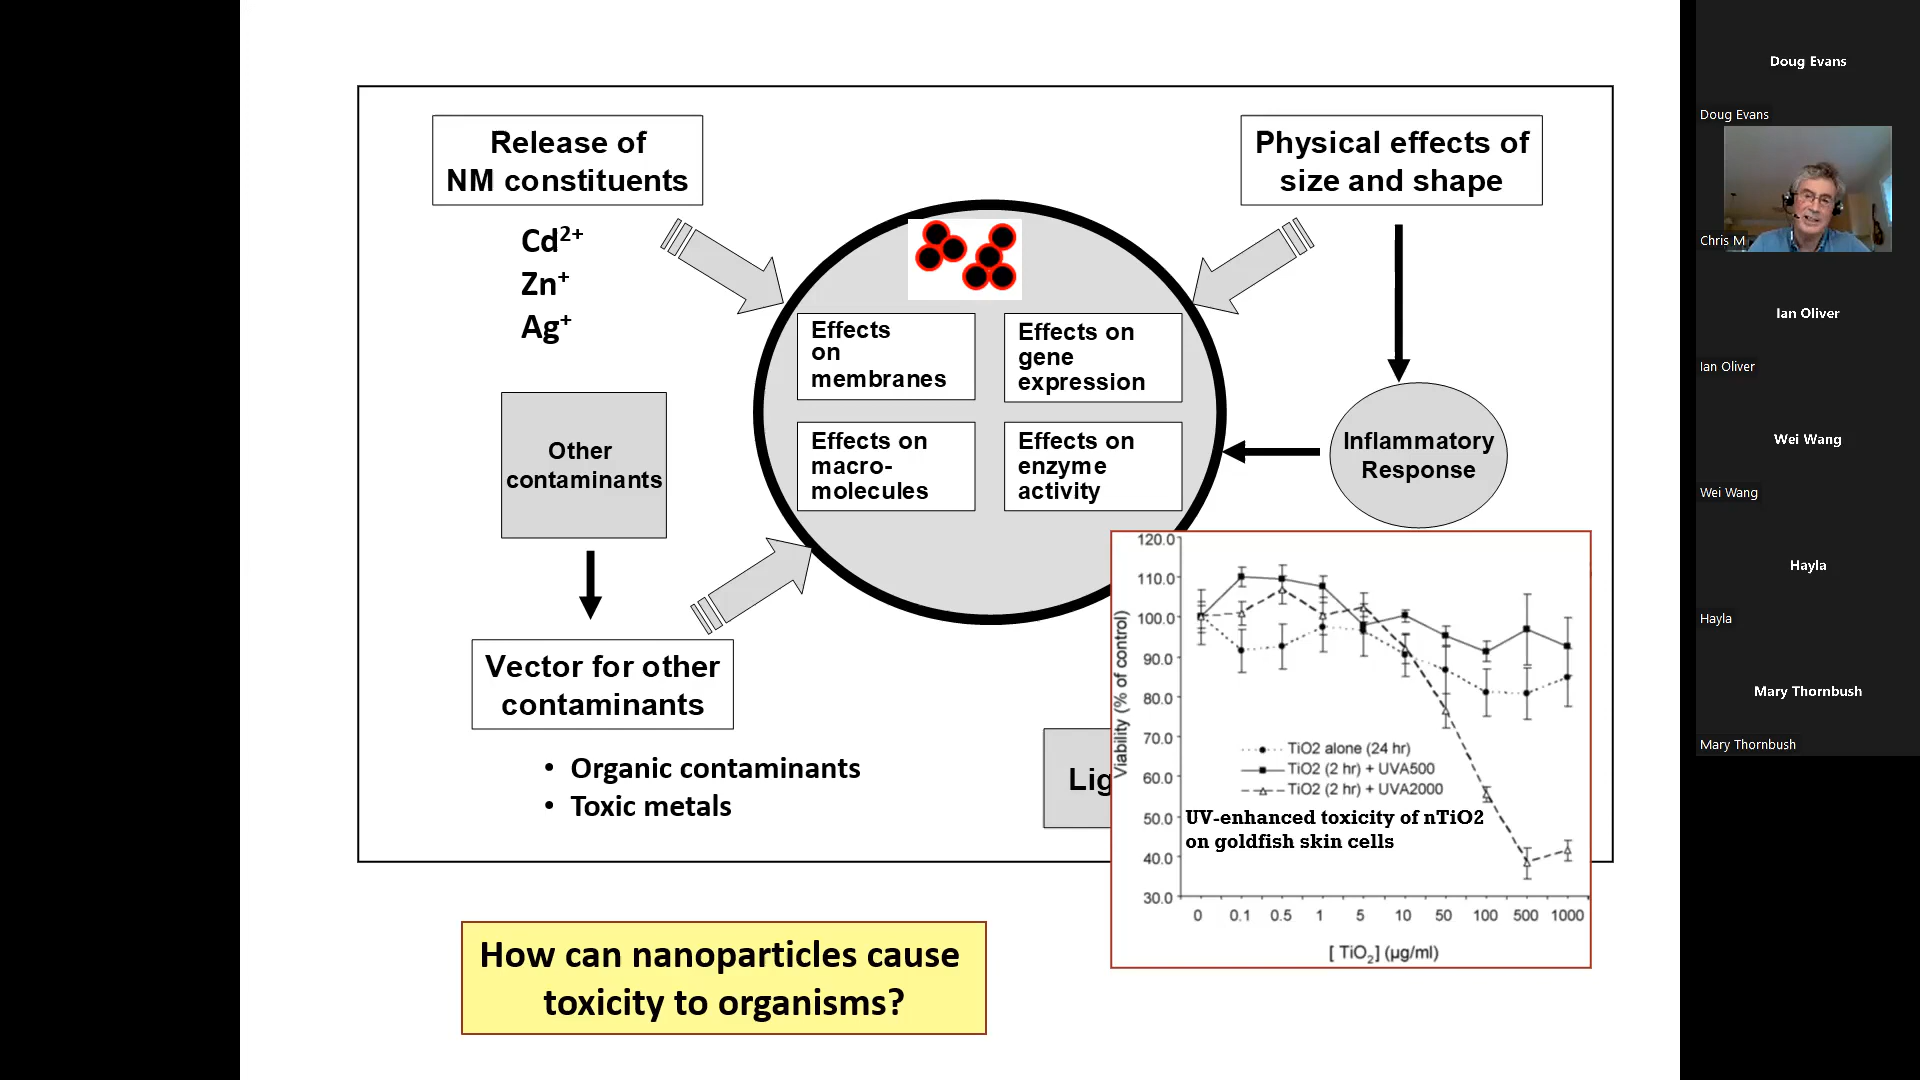 Release of
NM constituents
Cd2+
Zn+
Ag+
Physical effects of
size and shape
Effects
on
membranes
Effects on
gene
expression
Effects on
macro-
molecules
Effects on
enzyme
activity
Other
contaminants
Inflammatory
Response
Vector for other
contaminants
• Organic contaminants
• Toxic metals
Lig
120.0
110.0
100.0
90.0
80.0
70.0
60.0
50.0
40.0
30.0
Viability (% of control)
TiO2 alone (24 hr)
TiO2 (2 hr) + UVA500
TiO2 (2 hr) + UVA2000
UV-enhanced toxicity of nTiO2
on goldfish skin cells
0 0.1 0.5 1 5 10 50 100 500 1000
[ TiO2] (µg/ml)
How can nanoparticles cause
toxicity to organisms?
Doug Evans
Doug Evans
Chris M
Ian Oliver
Ian Oliver
Wei Wang
Wei Wang
Hayla
Hayla
Mary Thornbush
Mary Thornbush